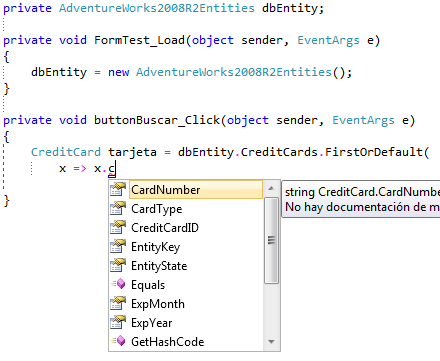 private AdventureWorks2008R2Entities dbEntity;
private void FormTest_Load(object sender, EventArgs e)
{
dbEntity = new AdventureWorks2008R2Entities();
}
private void buttonBuscar_Click(object sender, EventArgs e)
{
CreditCard tarjeta = dbEntity.CreditCards.FirstOrDefault(
x => x.c
}
CardNumber
CardType
CreditCardID
EntityKey
EntityState
Equals
ExpMonth
ExpYear
GetHashCode
string CreditCard.CardNumbe
No hay documentación de m